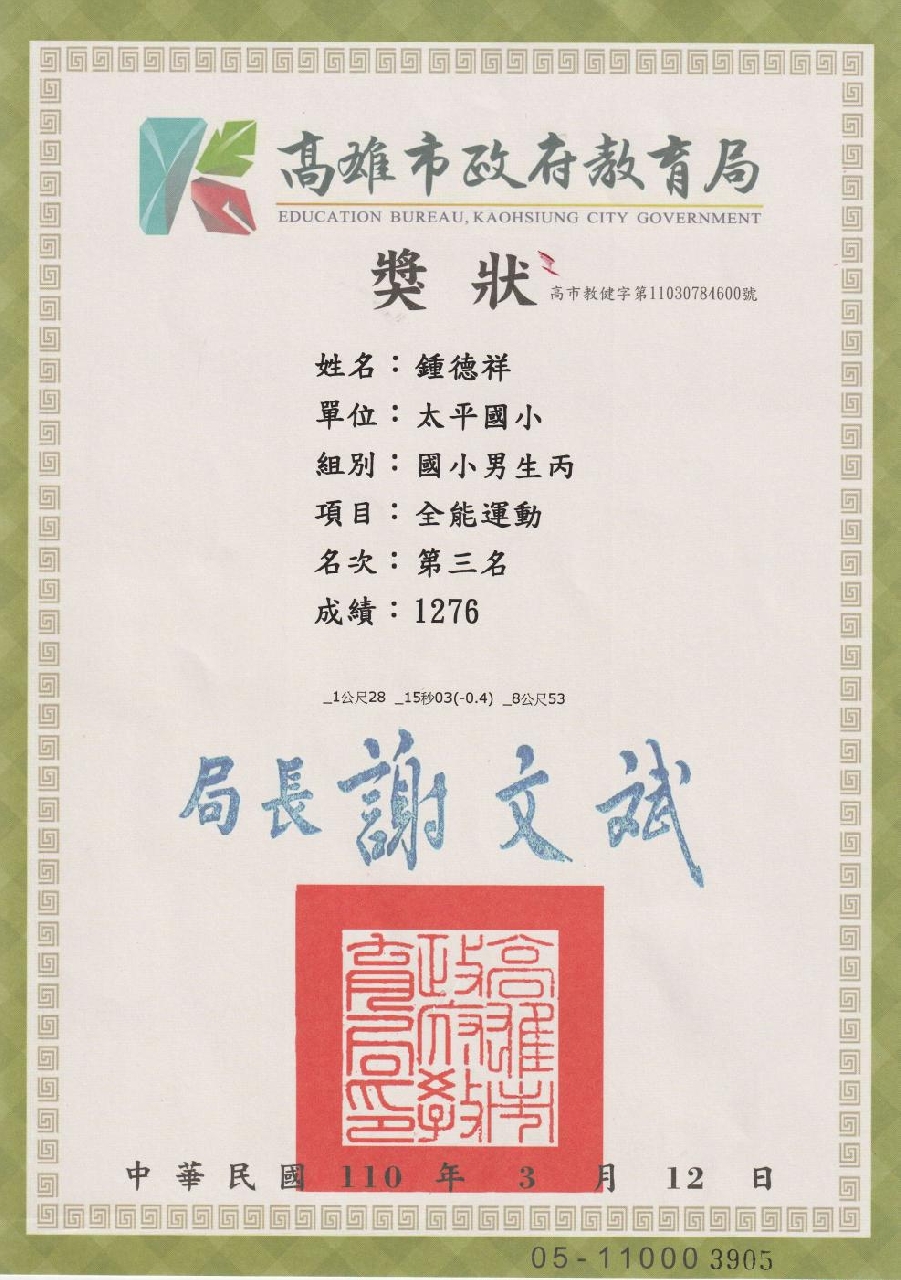 高雄市政府教育局
EDUCATION BUREAU, KAOHSIUNG CITY GOVERNMENT
獎狀
高市教健字第11030784600號
姓名：鍾德祥
單位：太平國小
組別：國小男生丙
項目：全能運動
名次：第三名
成績：1276
_1公尺28 _15秒03(-0.4) _8公尺53
局長謝文斌
高雄市
政府教
育局印
中華民國 110 年 3 月 12 日
05-11000 3905